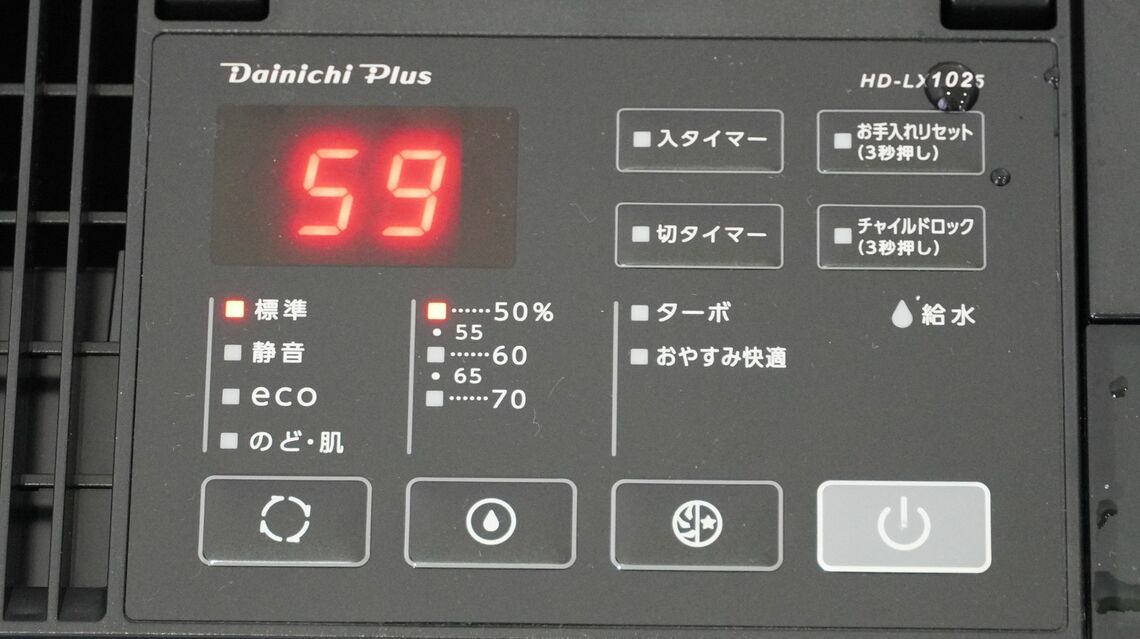 Dainichi Plus
HD-LX1025
59
入タイマー
お手入れリセット
(3秒押し)
切タイマー
チャイルドロック
(3秒押し)
標準
静音
eco
のど・肌
50%
55
60
65
70
ターボ
おやすみ快適
給水